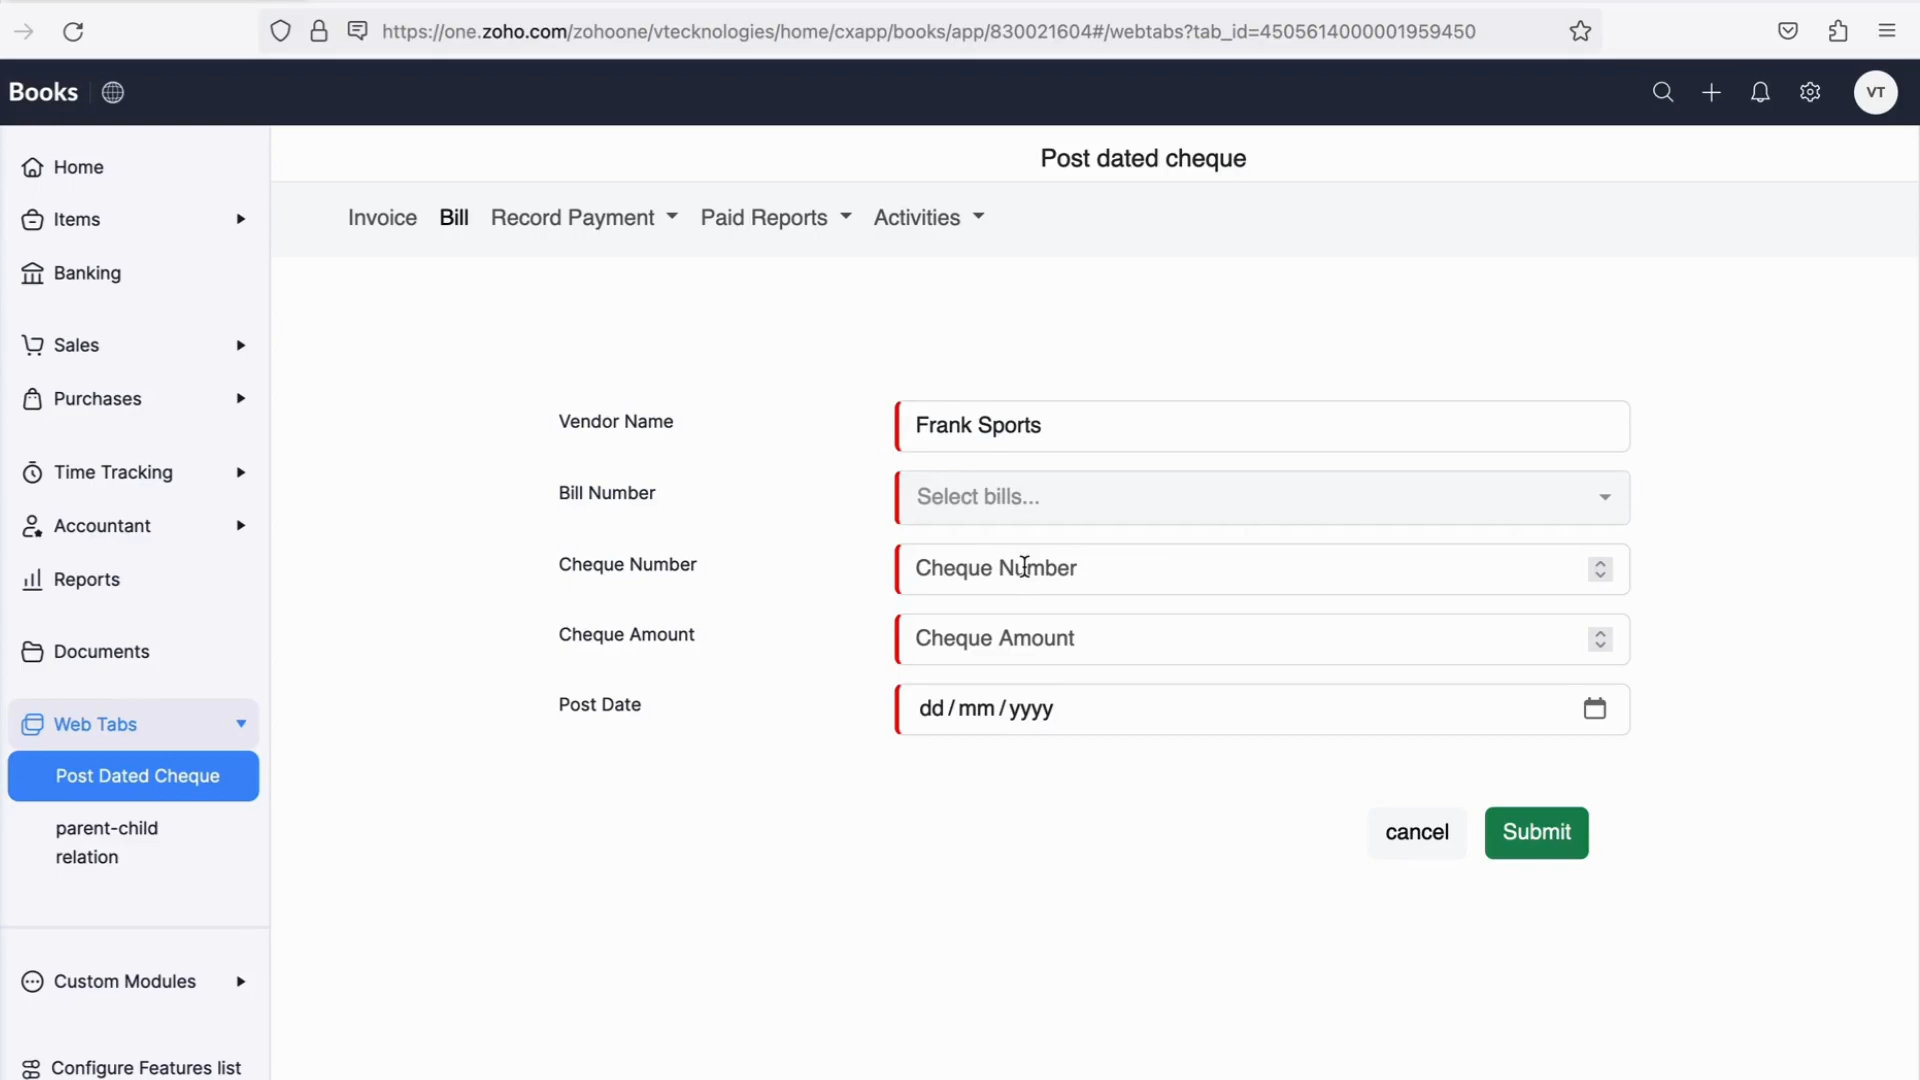 https://one.zoho.com/zohoone/vtecknologies/home/cxapp/books/app/830021604#/webtabs?tab_id=4505614000001959450
Books
VT
Home
Items
Banking
Sales
Purchases
Time Tracking
Accountant
Reports
Documents
Web Tabs
Post Dated Cheque
parent-child
relation
Custom Modules
Configure Features list
Post dated cheque
Invoice Bill Record Payment Paid Reports Activities
Vendor Name Frank Sports
Bill Number Select bills...
Cheque Number Cheque Number
Cheque Amount Cheque Amount
Post Date dd/mm/yyyy
cancel Submit